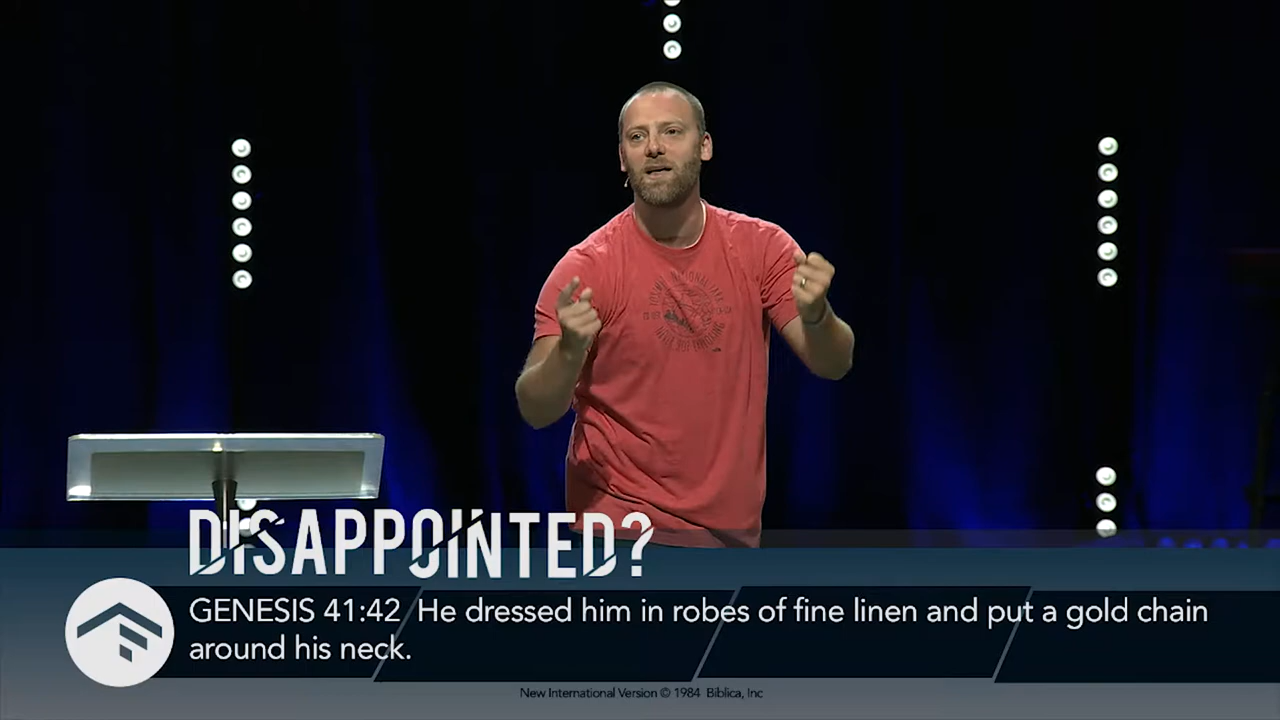 DISAPPOINTED?
GENESIS 41:42 He dressed him in robes of fine linen and put a gold chain
around his neck.
New International Version © 1984 Biblica, Inc